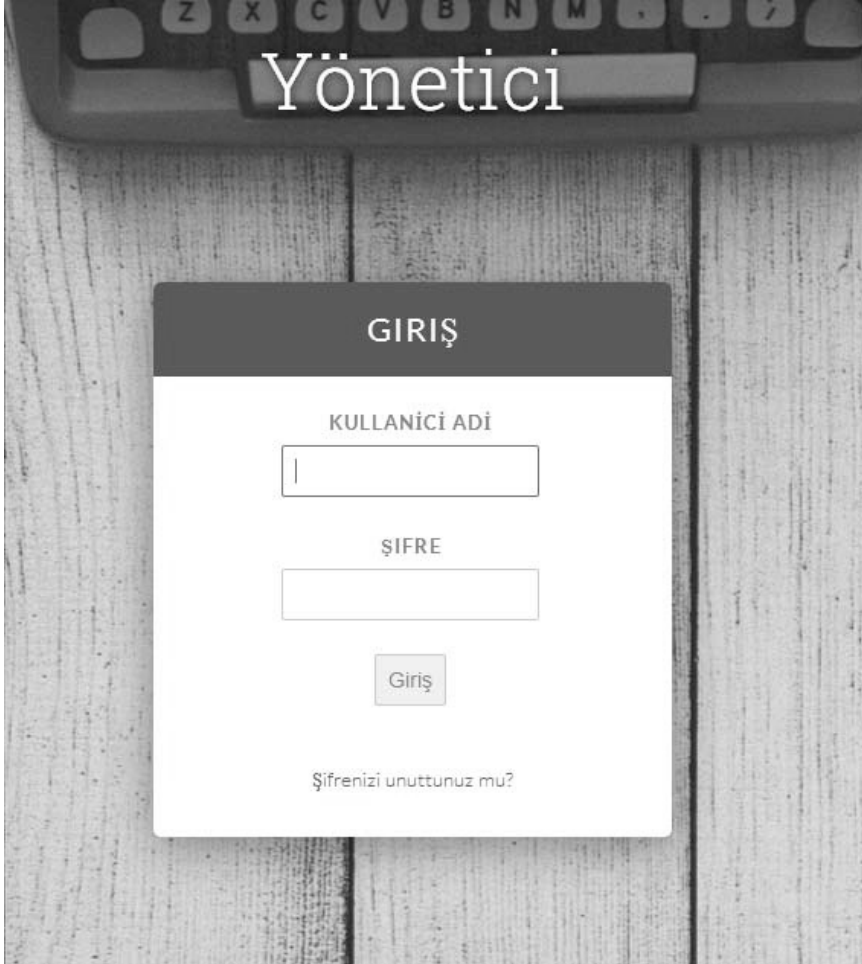 Z X C V B N M , . ;
Yönetici
GIRIŞ
KULLANİCİ ADİ
ŞIFRE
Giriş
Şifrenizi unuttunuz mu?